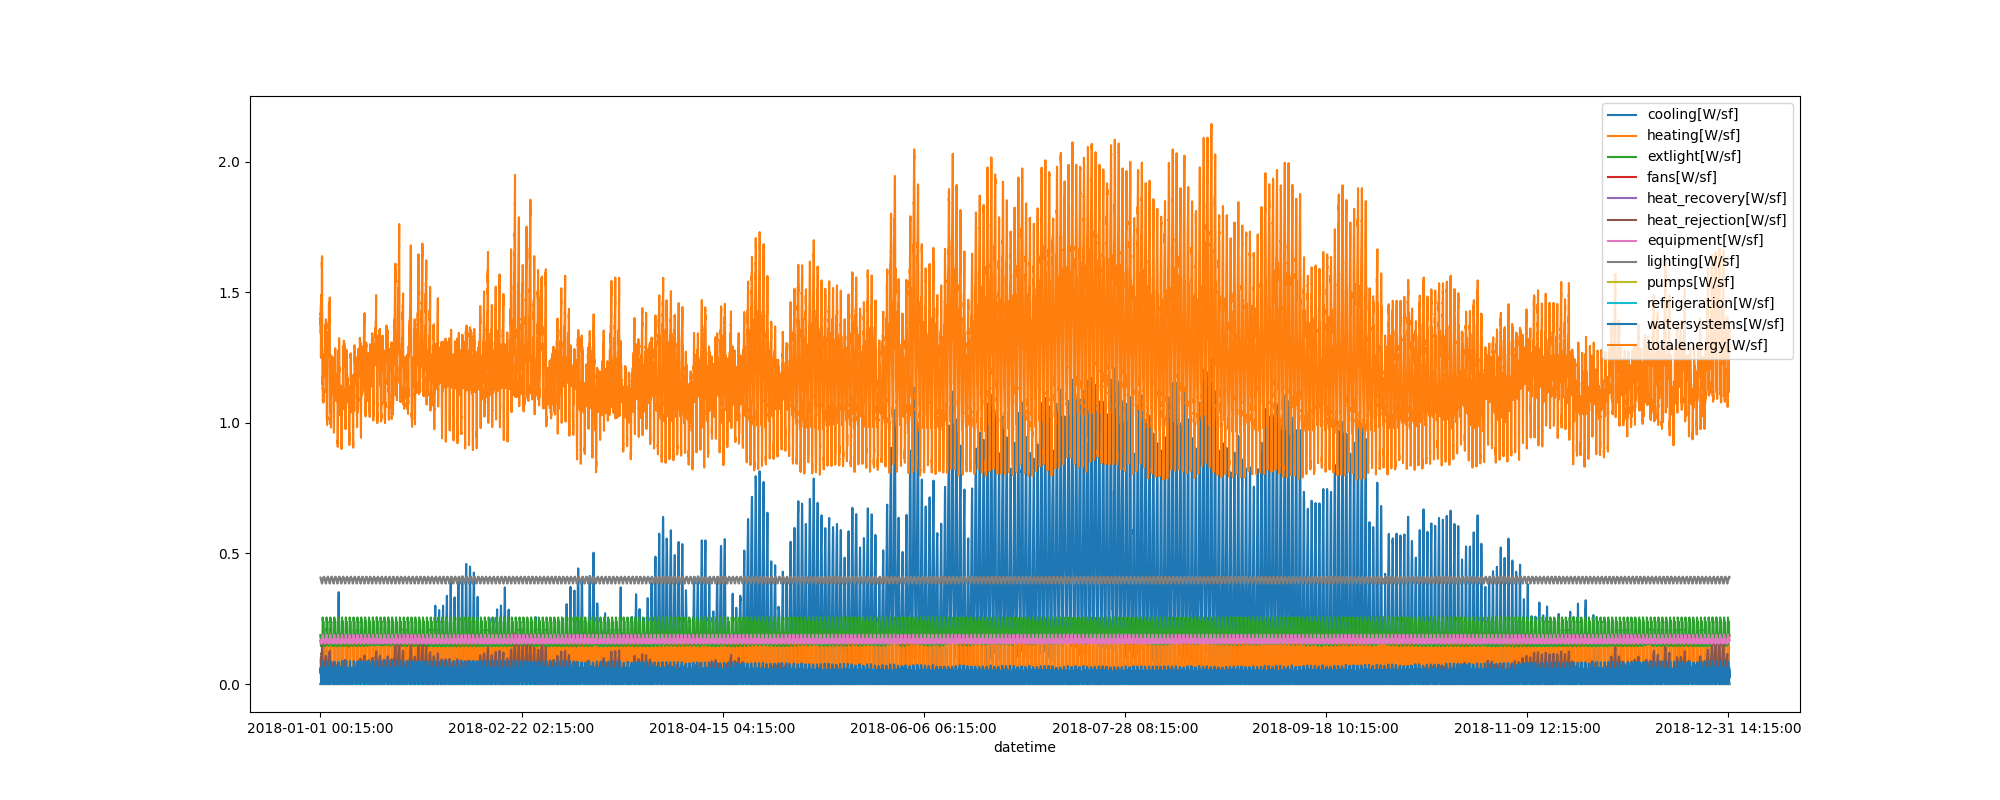 2.0
1.5
1.0
0.5
0.0
cooling[W/sf]
heating[W/sf]
extlight[W/sf]
fans[W/sf]
heat_recovery[W/sf]
heat_rejection[W/sf]
equipment[W/sf]
lighting[W/sf]
pumps[W/sf]
refrigeration[W/sf]
watersystems[W/sf]
totalenergy[W/sf]
2018-01-01 00:15:00 2018-02-22 02:15:00 2018-04-15 04:15:00 2018-06-06 06:15:00 2018-07-28 08:15:00 2018-09-18 10:15:00 2018-11-09 12:15:00 2018-12-31 14:15:00
datetime